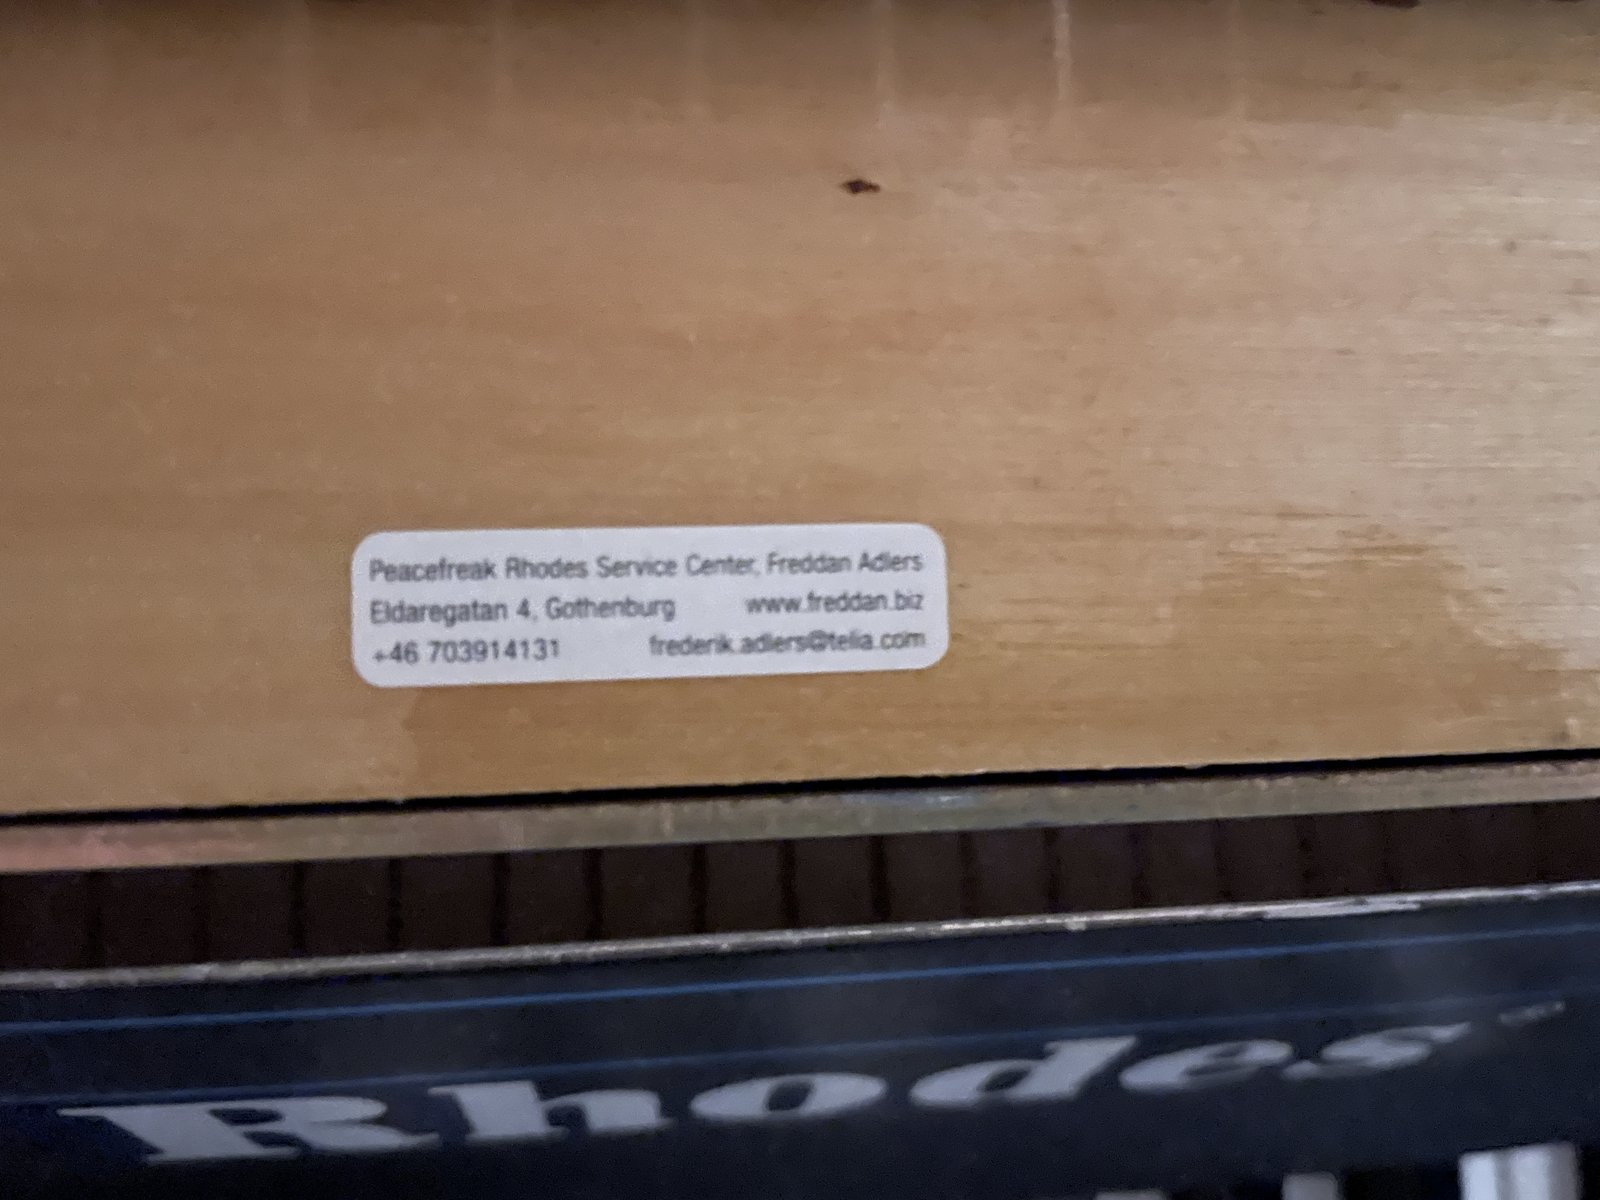 Peacefreak Rhodes Service Center, Freddan Adlers
Eldaregatan 4, Gothenburg www.freddan.biz
+46 703914131 frederik.adlers@telia.com
Rhodes